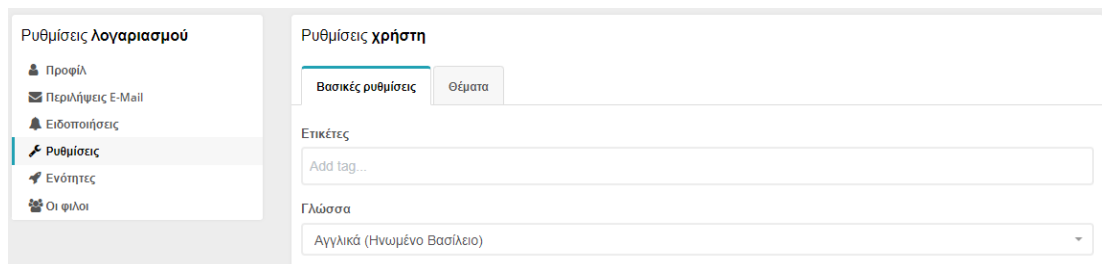 Ρυθμίσεις λογαριασμού
Προφίλ
Περιλήψεις E-Mail
Ειδοποιήσεις
Ρυθμίσεις
Ενότητες
Οι φιλοι
Ρυθμίσεις χρήστη
Βασικές ρυθμίσεις
Θέματα
Ετικέτες
Add tag...
Γλώσσα
Αγγλικά (Ηνωμένο Βασίλειο)